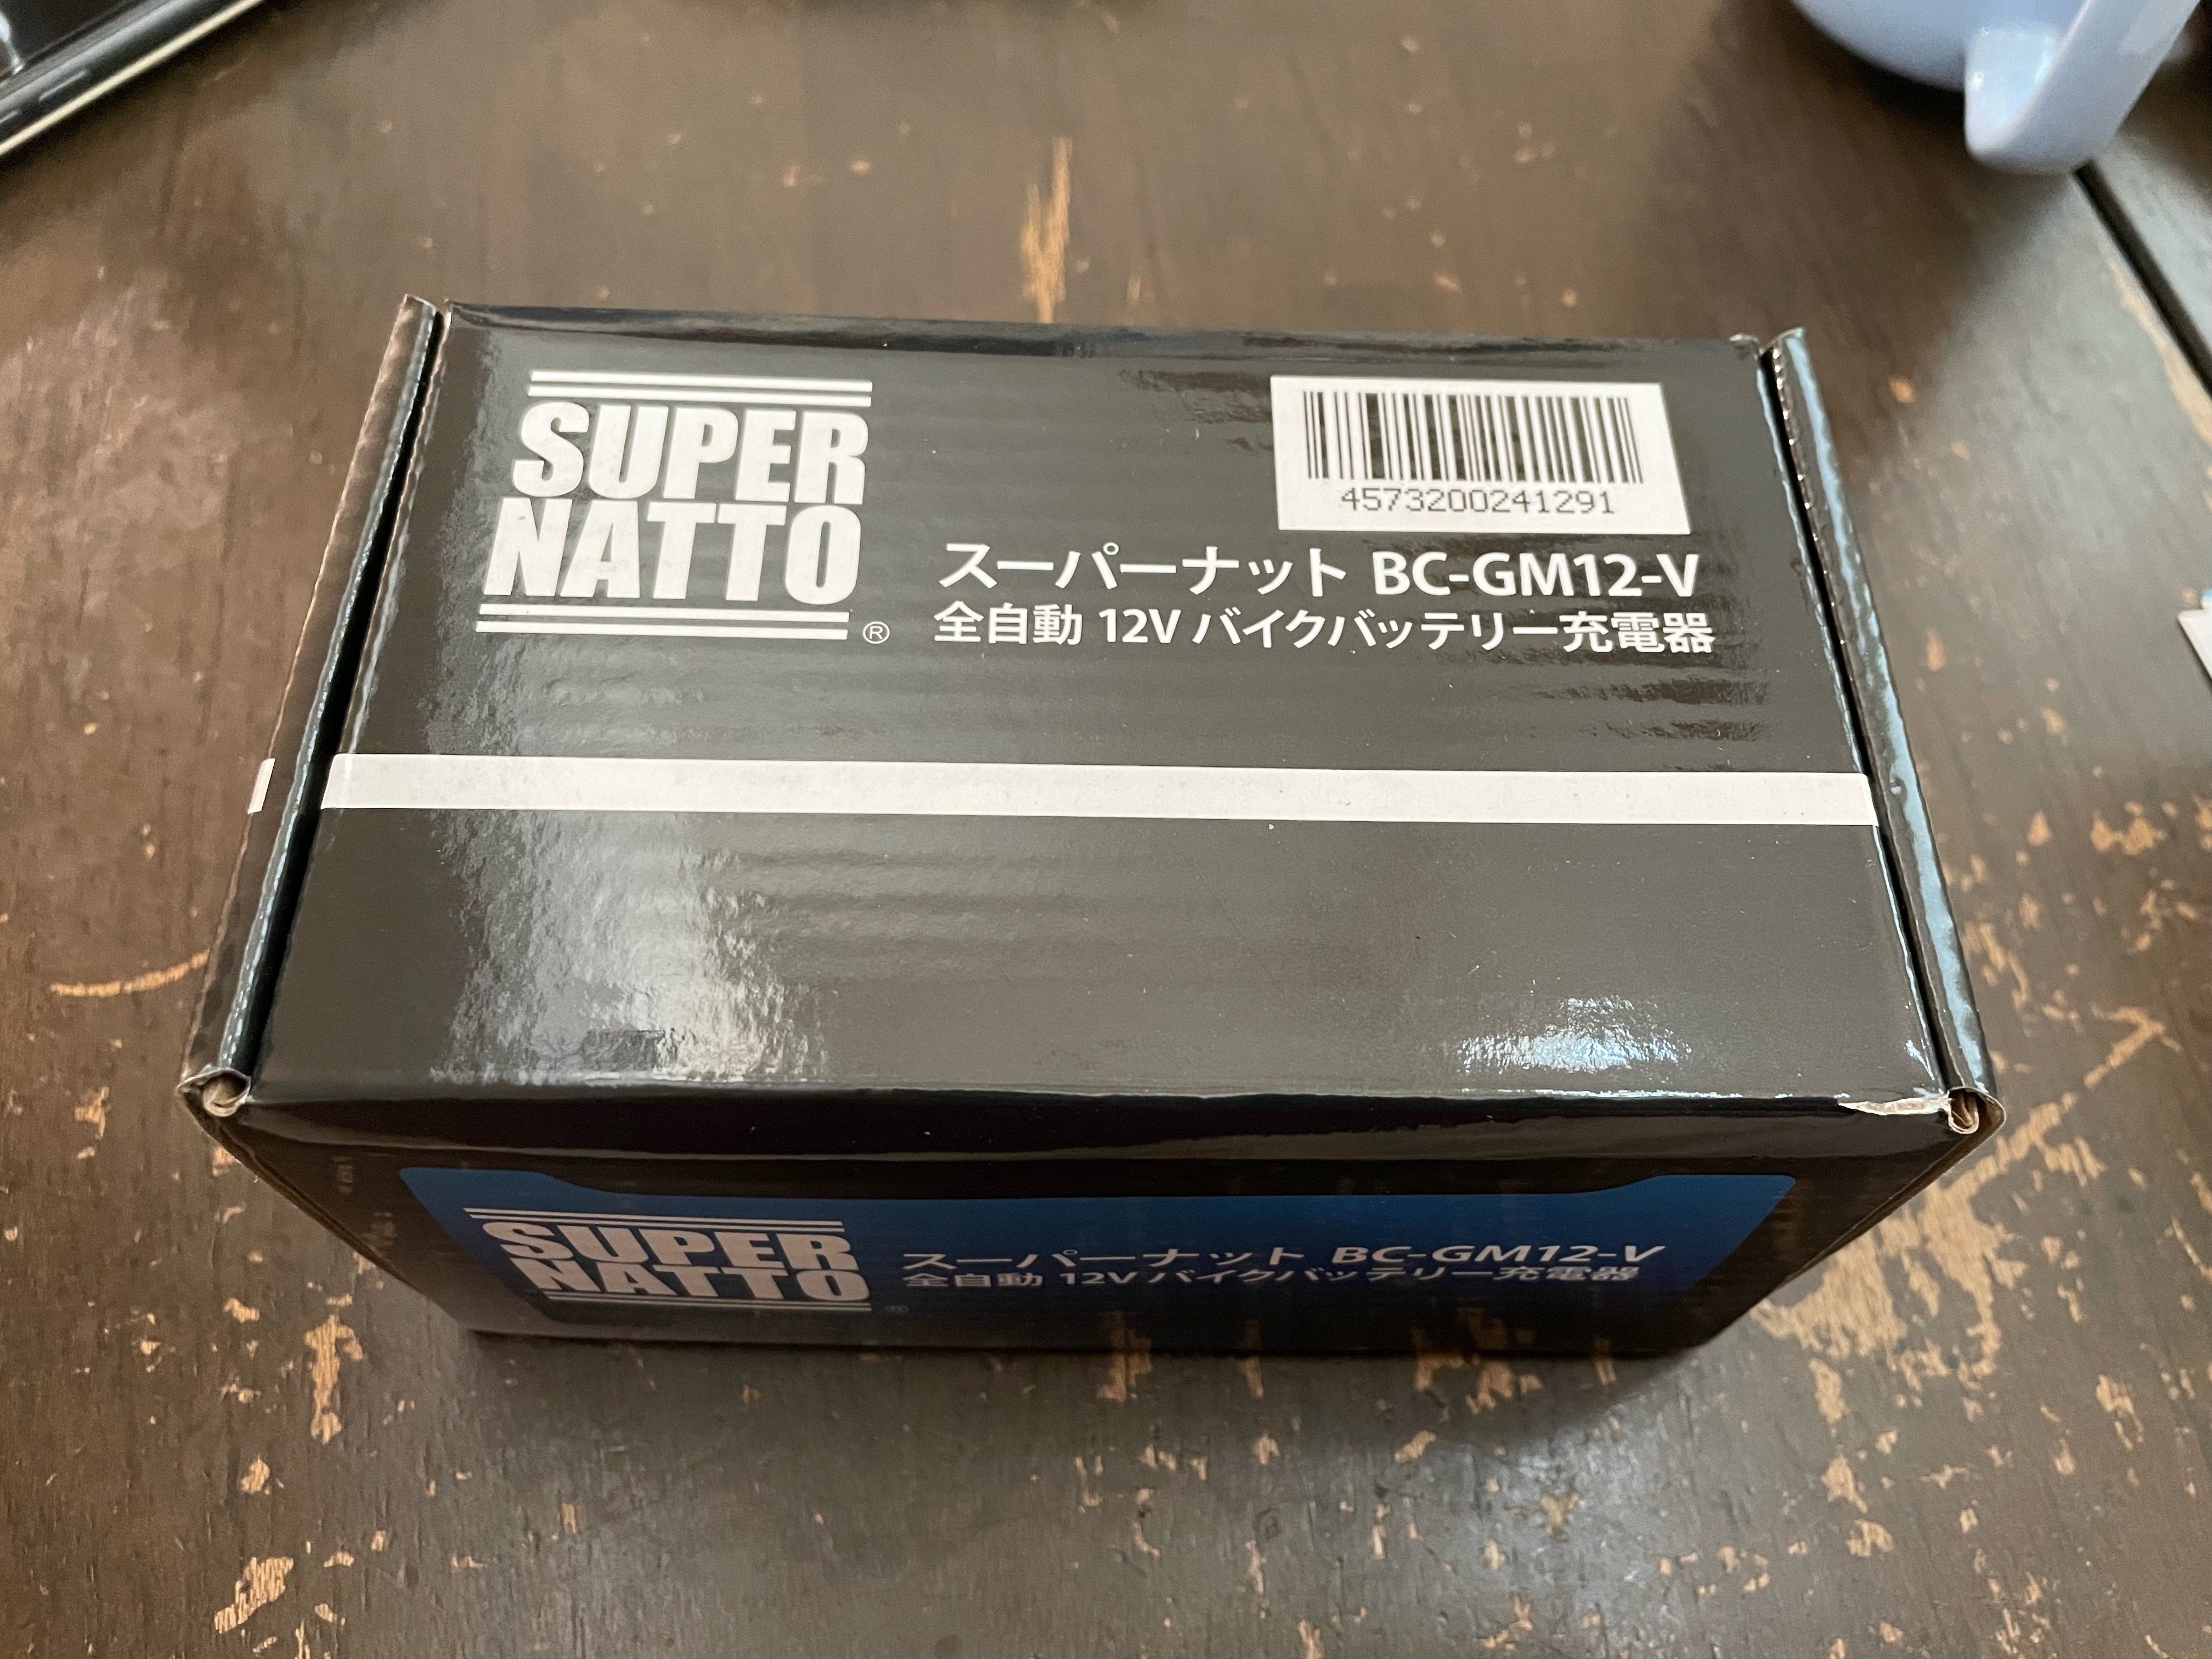 SUPER
NATTO
®
4573200241291
スーパーナット BC-GM12-V
全自動 12V バイクバッテリー充電器
SUPER
NATTO
®
スーパーナット BC-GM12-V
全自動 12V バイクバッテリー充電器